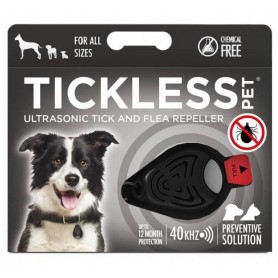 FOR ALL
SIZES
CHEMICAL
FREE
TICKLESS PET
ULTRASONIC TICK AND FLEA REPELLER
UP TO
12 MONTH
PROTECTION
40 KHZ
PREVENTIVE
SOLUTION